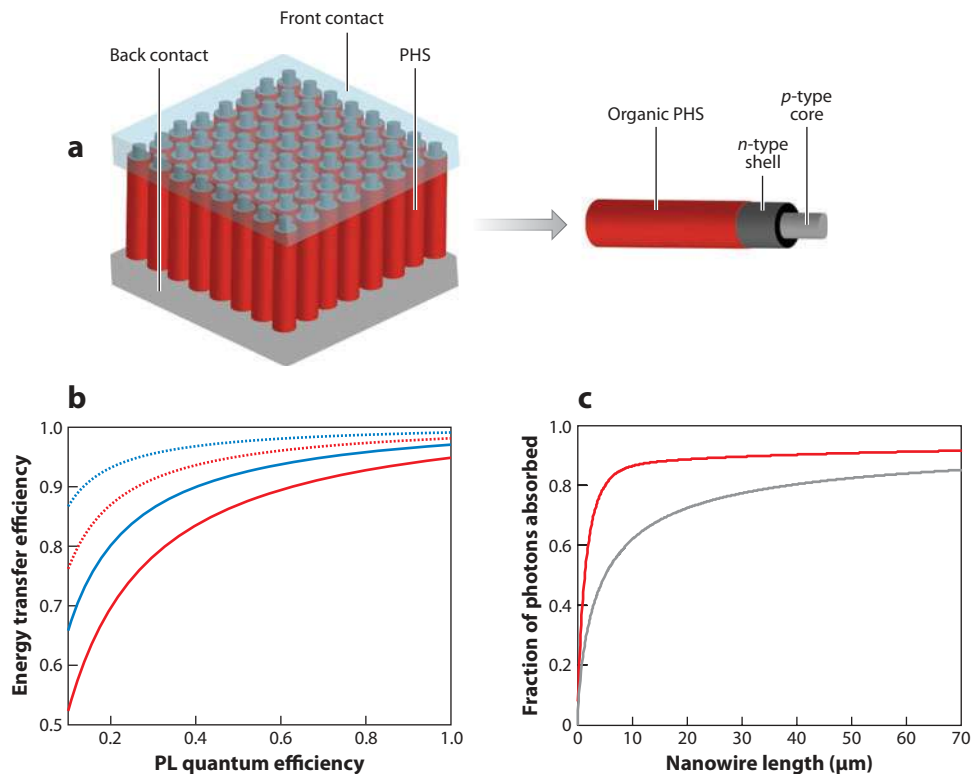 Front contact
Back contact
PHS
a
Organic PHS
n-type
shell
p-type
core
b
Energy transfer efficiency
1.0
0.9
0.8
0.7
0.6
0.5
0.2
0.4
0.6
0.8
1.0
PL quantum efficiency
c
Fraction of photons absorbed
1.0
0.8
0.6
0.4
0.2
0
0
10
20
30
40
50
60
70
Nanowire length (µm)